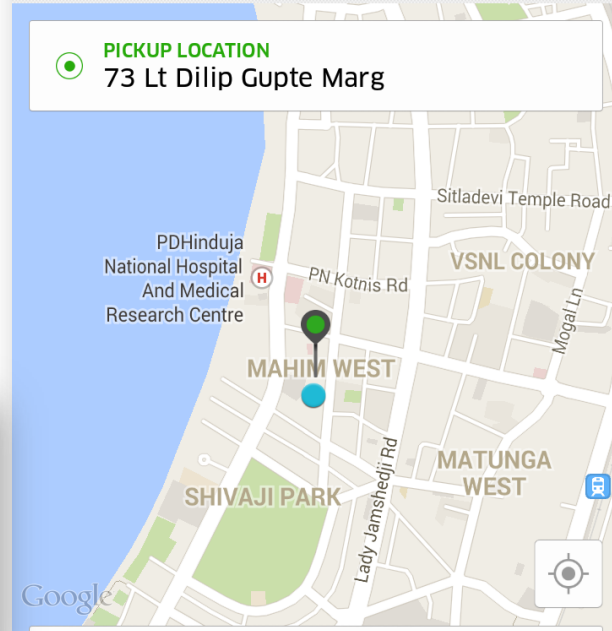 PICKUP LOCATION
73 Lt Dilip Gupte Marg
Sitladevi Temple Road
PDHinduja
National Hospital
And Medical
Research Centre
H
VSNL COLONY
PN Kotnis Rd
Mogal Ln
MAHIM WEST
Lady Jamshedji Rd
MATUNGA
WEST
SHIVAJI PARK
Google